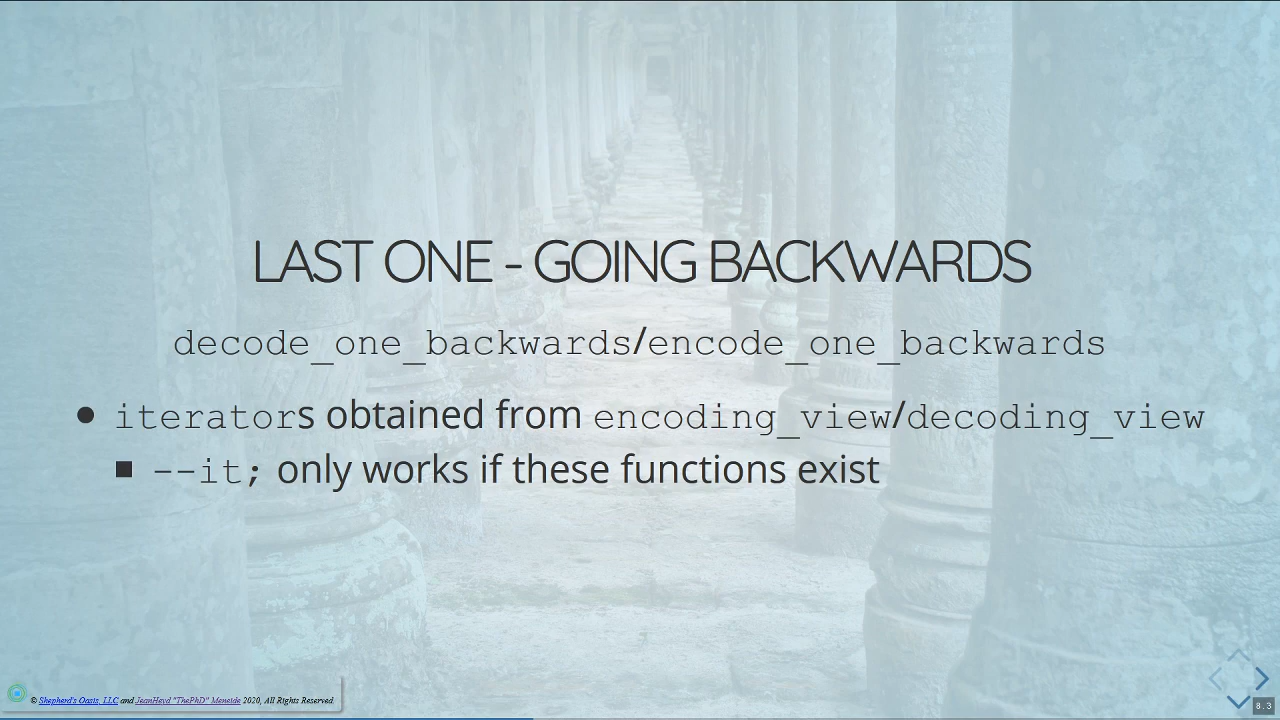 LAST ONE - GOING BACKWARDS
decode_one_backwards/encode_one_backwards
iterators obtained from encoding_view/decoding_view
--it; only works if these functions exist
© Shepherd's Oasis, LLC and JeanHeyd "ThePhD" Meneide 2020, All Rights Reserved.
8.3